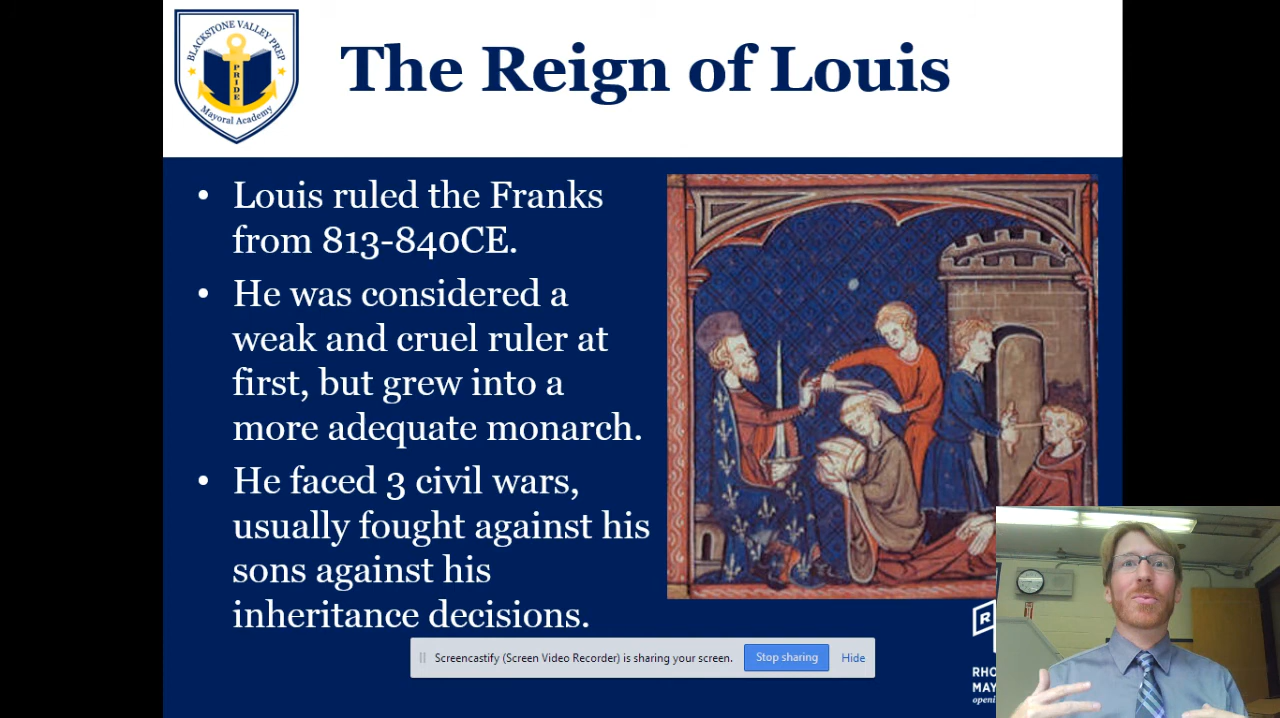 BLACKSTONE VALLEY PREP
PRIDE
Mayoral Academy
The Reign of Louis
• Louis ruled the Franks
from 813-840CE.
• He was considered a
weak and cruel ruler at
first, but grew into a
more adequate monarch.
• He faced 3 civil wars,
usually fought against his
sons against his
inheritance decisions.
Screencastify (Screen Video Recorder) is sharing your screen.
Stop sharing
Hide
R
RHO
MAY
openi